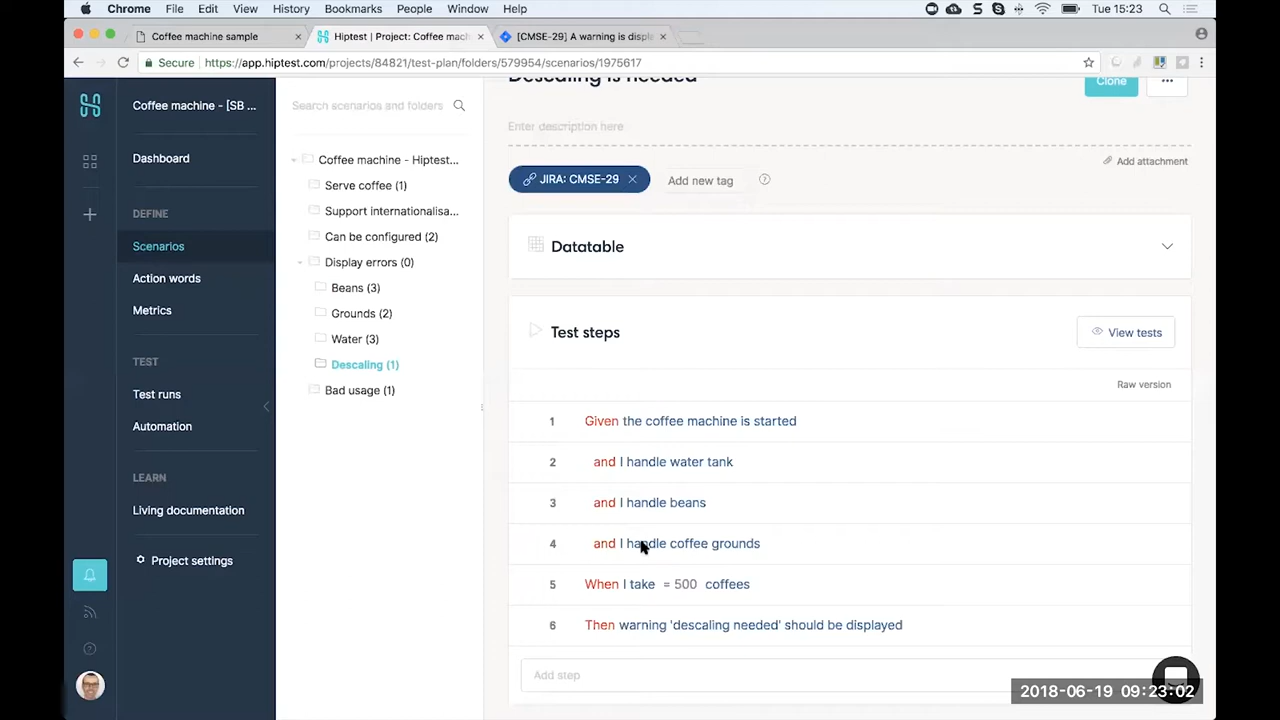 Chrome File Edit View History Bookmarks People Window Help Tue 15:23
Coffee machine sample
Hiptest | Project: Coffee mach
[CMSE-29] A warning is displ
Secure https://app.hiptest.com/projects/84821/test-plan/folders/579954/scenarios/1975617
Coffee machine - [SB ...
Dashboard
DEFINE
Scenarios
Action words
Metrics
TEST
Test runs
Automation
LEARN
Living documentation
Project settings
Search scenarios and folders
Coffee machine - Hiptest...
Serve coffee (1)
Support internationalisa...
Can be configured (2)
Display errors (0)
Beans (3)
Grounds (2)
Water (3)
Descaling (1)
Bad usage (1)
Descaling is needed
Clone
Enter description here
Add attachment
JIRA: CMSE-29
Add new tag
Datatable
Test steps
View tests
Raw version
1 Given the coffee machine is started
2 and I handle water tank
3 and I handle beans
4 and I handle coffee grounds
5 When I take = 500 coffees
6 Then warning 'descaling needed' should be displayed
Add step
2018-06-19 09:23:02